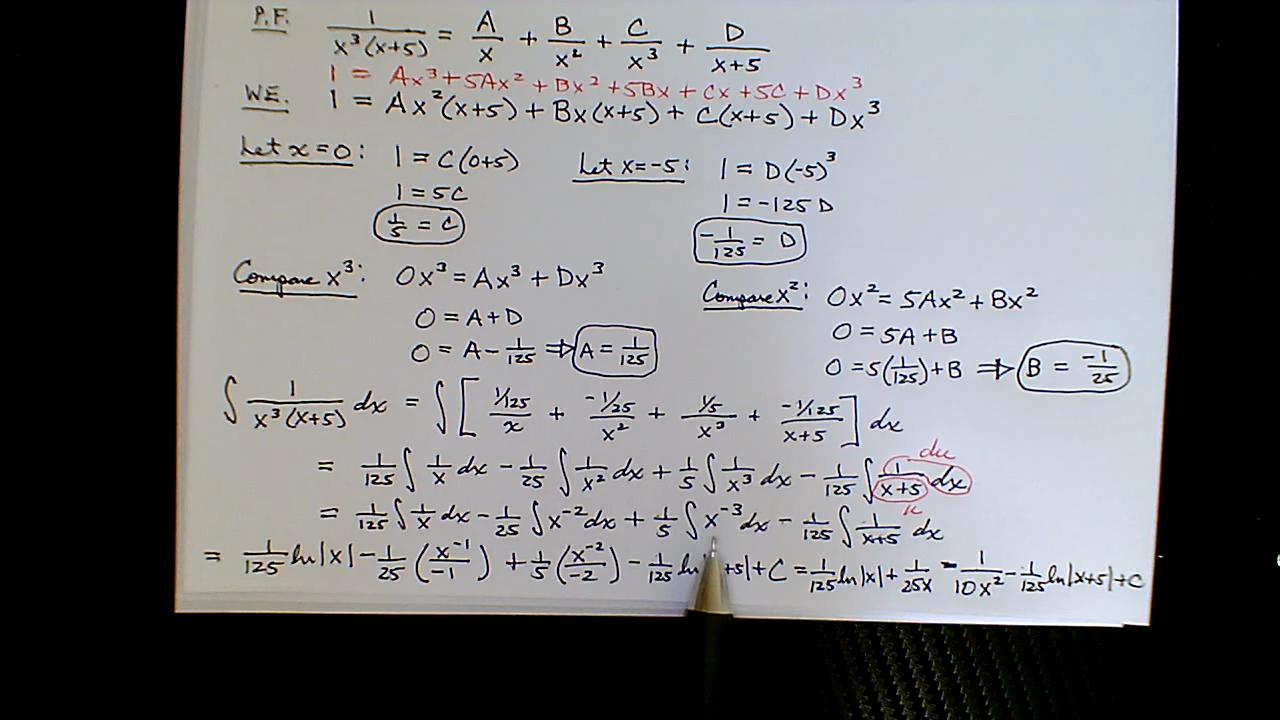 P.F. 1/(x³(x+5)) = A/x + B/x² + C/x³ + D/(x+5)
1 = Ax³ + 5Ax² + Bx² + 5Bx + Cx + 5C + Dx³
W.E. 1 = Ax²(x+5) + Bx(x+5) + C(x+5) + Dx³
Let x=0: 1 = C(0+5)
1 = 5C
1/5 = C
Let x=-5: 1 = D(-5)³
1 = -125D
-1/125 = D
Compare x³: 0x³ = Ax³ + Dx³
0 = A+D
0 = A - 1/125 ⇒ A = 1/125
Compare x²: 0x² = 5Ax² + Bx²
0 = 5A+B
0 = 5(1/125)+B ⇒ B = -1/25
∫ 1/(x³(x+5)) dx = ∫ [ (1/125)/x + (-1/25)/x² + (1/5)/x³ + (-1/125)/(x+5) ] dx
du
= 1/125 ∫ 1/x dx - 1/25 ∫ 1/x² dx + 1/5 ∫ 1/x³ dx - 1/125 ∫ 1/(x+5) dx
u
= 1/125 ∫ 1/x dx - 1/25 ∫ x⁻² dx + 1/5 ∫ x⁻³ dx - 1/125 ∫ 1/(x+5) dx
= 1/125 ln|x| - 1/25 (x⁻¹/-1) + 1/5 (x⁻²/-2) - 1/125 ln| +5| + C = 1/125 ln|x| + 1/25x - 1/10x² - 1/125 ln|x+5| + C